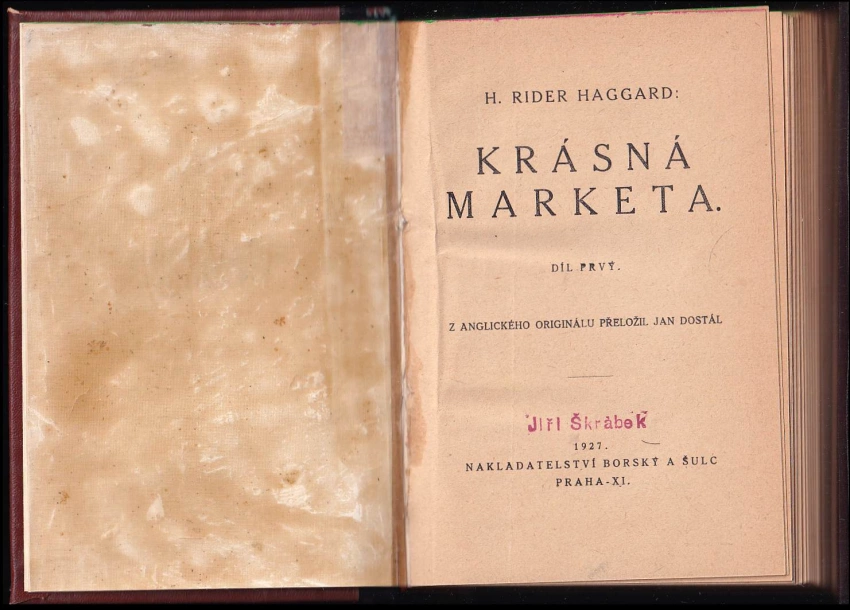 H. RIDER HAGGARD:
KRÁSNÁ
MARKETA.
DÍL PRVÝ.
Z ANGLICKÉHO ORIGINÁLU PŘELOŽIL JAN DOSTÁL
Jiří Škrábek
1927.
NAKLADATELSTVÍ BORSKÝ A ŠULC
PRAHA-XI.